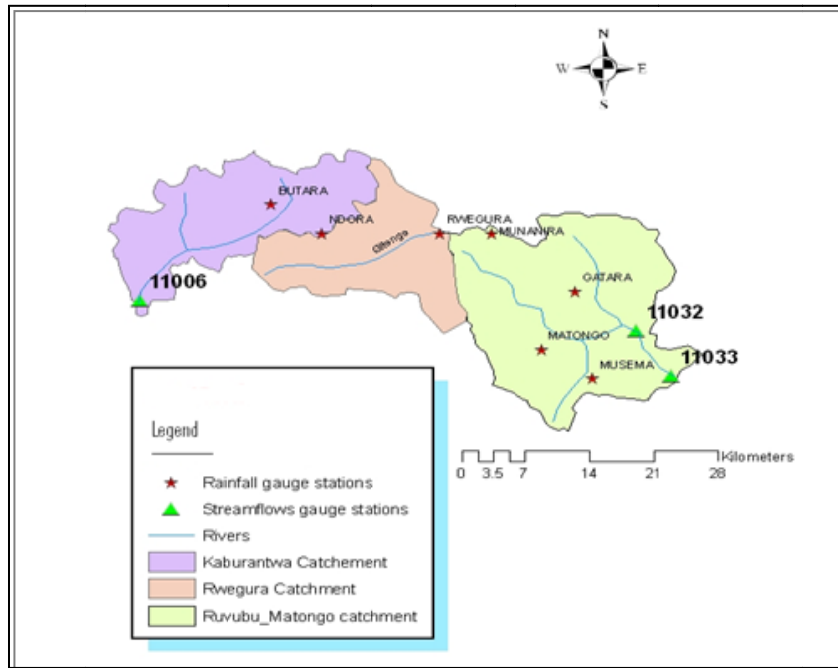 N
W E
S
BUTARA
NDORA
RWEGURA
MUNANIRA
Gitenge
11006
GATARA
11032
MATONGO
11033
MUSEMA
Kilometers
0 3.5 7 14 21 28
Legend
Rainfall gauge stations
Streamflows gauge stations
Rivers
Kaburantwa Catchement
Rwegura Catchment
Ruvubu_Matongo catchment